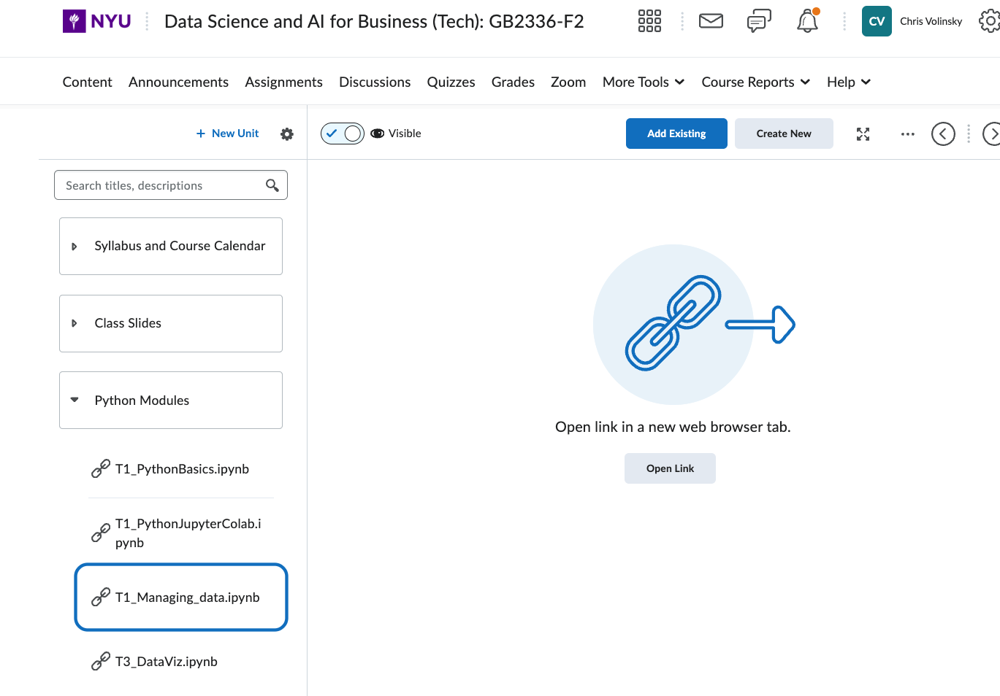 NYU
Data Science and AI for Business (Tech): GB2336-F2
CV
Chris Volinsky
Content
Announcements
Assignments
Discussions
Quizzes
Grades
Zoom
More Tools
Course Reports
Help
+ New Unit
Visible
Add Existing
Create New
Search titles, descriptions
Syllabus and Course Calendar
Class Slides
Python Modules
T1_PythonBasics.ipynb
T1_PythonJupyterColab.i
pynb
T1_Managing_data.ipynb
T3_DataViz.ipynb
Open link in a new web browser tab.
Open Link